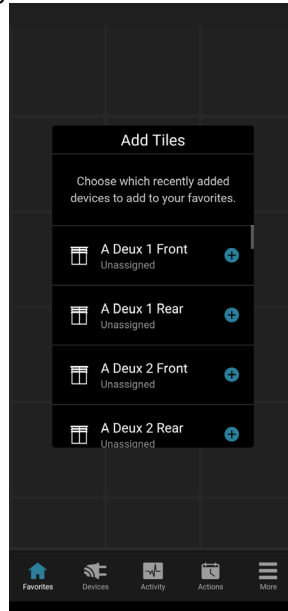 Add Tiles
Choose which recently added
devices to add to your favorites.
A Deux 1 Front
Unassigned
A Deux 1 Rear
Unassigned
A Deux 2 Front
Unassigned
A Deux 2 Rear
Unassigned
Favorites
Devices
Activity
Actions
More